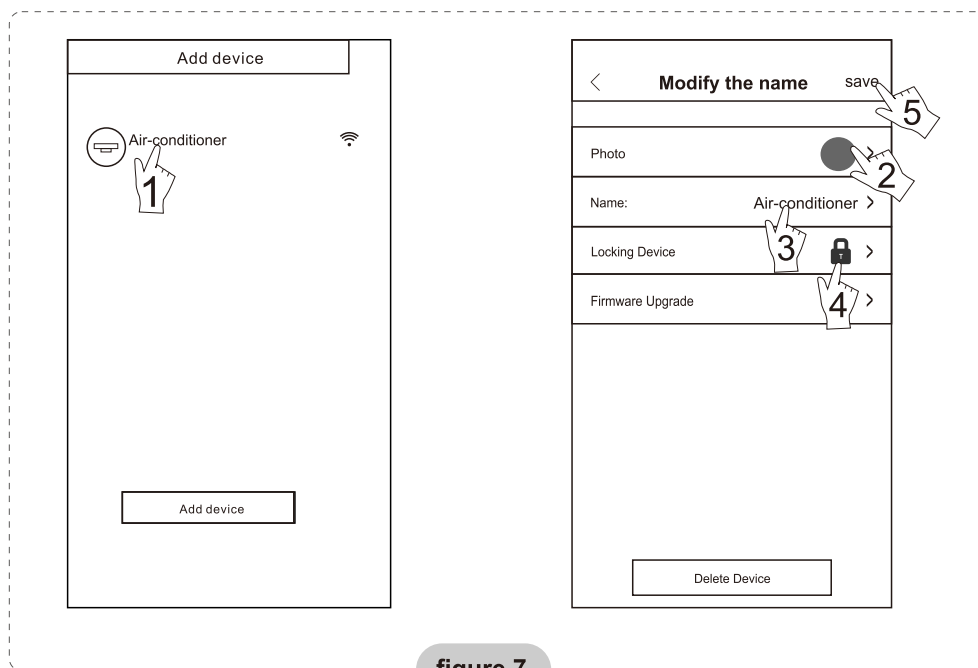 Add device
Air-conditioner
1
Add device
Modify the name save
5
Photo
2
Name: Air-conditioner
3
Locking Device
4
Firmware Upgrade
Delete Device
figure 7